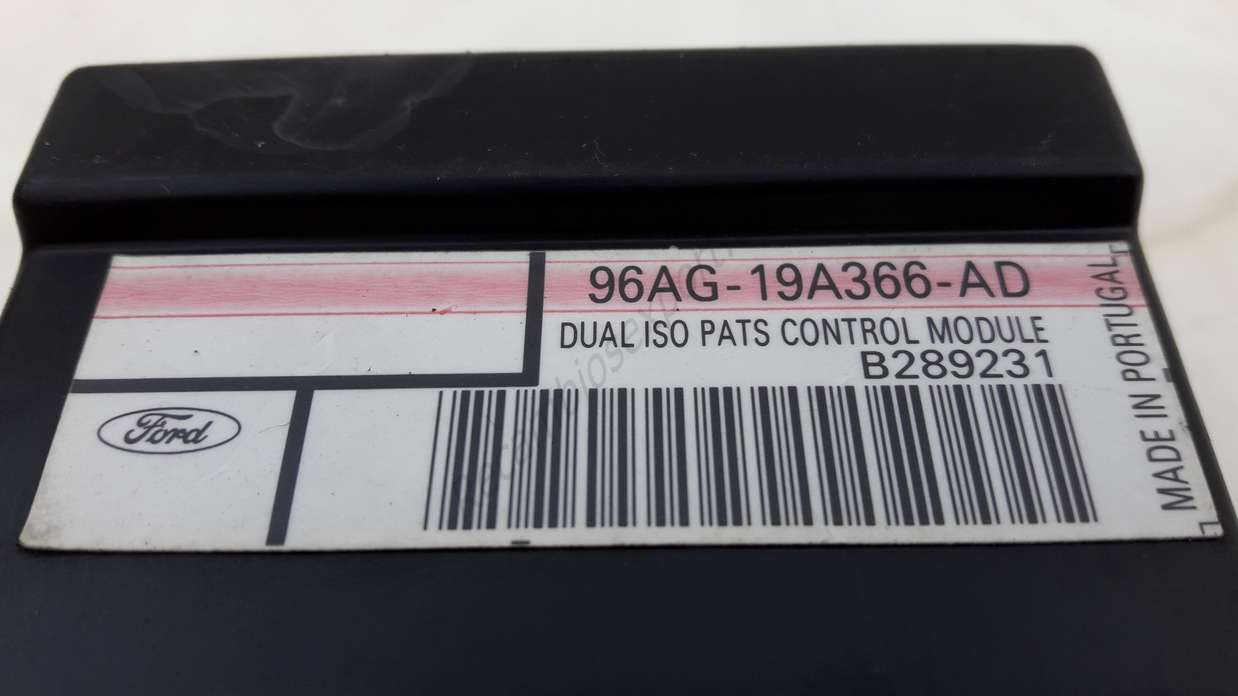 96AG-19A366-AD
DUAL ISO PATS CONTROL MODULE
B289231
Ford
MADE IN PORTUGAL